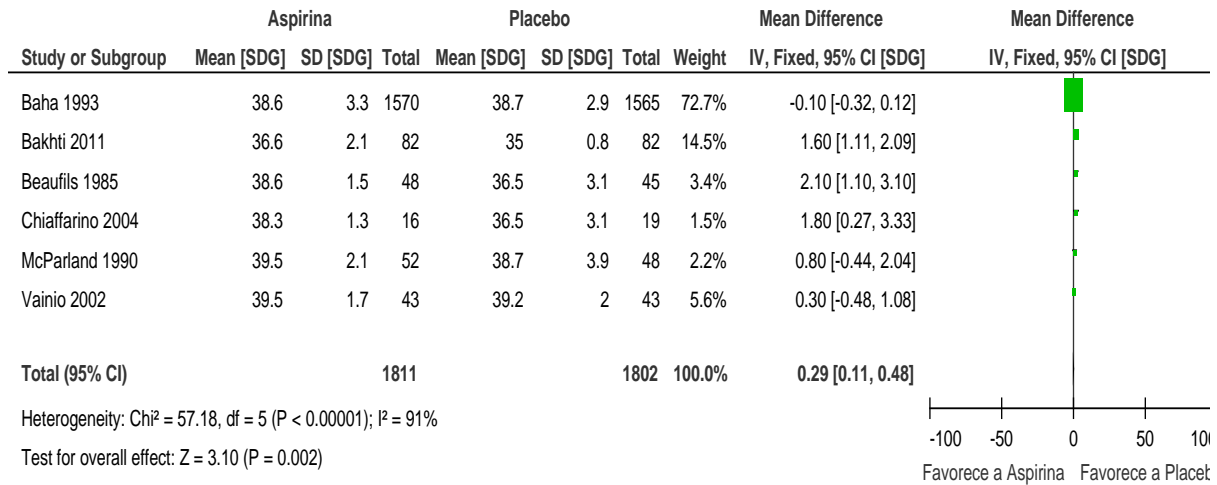 Aspirina Placebo Mean Difference Mean Difference
Study or Subgroup Mean [SDG] SD [SDG] Total Mean [SDG] SD [SDG] Total Weight IV, Fixed, 95% CI [SDG] IV, Fixed, 95% CI [SDG]
Baha 1993 38.6 3.3 1570 38.7 2.9 1565 72.7% -0.10 [-0.32, 0.12]
Bakhti 2011 36.6 2.1 82 35 0.8 82 14.5% 1.60 [1.11, 2.09]
Beaufils 1985 38.6 1.5 48 36.5 3.1 45 3.4% 2.10 [1.10, 3.10]
Chiaffarino 2004 38.3 1.3 16 36.5 3.1 19 1.5% 1.80 [0.27, 3.33]
McParland 1990 39.5 2.1 52 38.7 3.9 48 2.2% 0.80 [-0.44, 2.04]
Vainio 2002 39.5 1.7 43 39.2 2 43 5.6% 0.30 [-0.48, 1.08]
Total (95% CI) 1811 1802 100.0% 0.29 [0.11, 0.48]
Heterogeneity: Chi² = 57.18, df = 5 (P < 0.00001); I² = 91%
Test for overall effect: Z = 3.10 (P = 0.002)
-100 -50 0 50 100
Favorece a Aspirina Favorece a Placeb